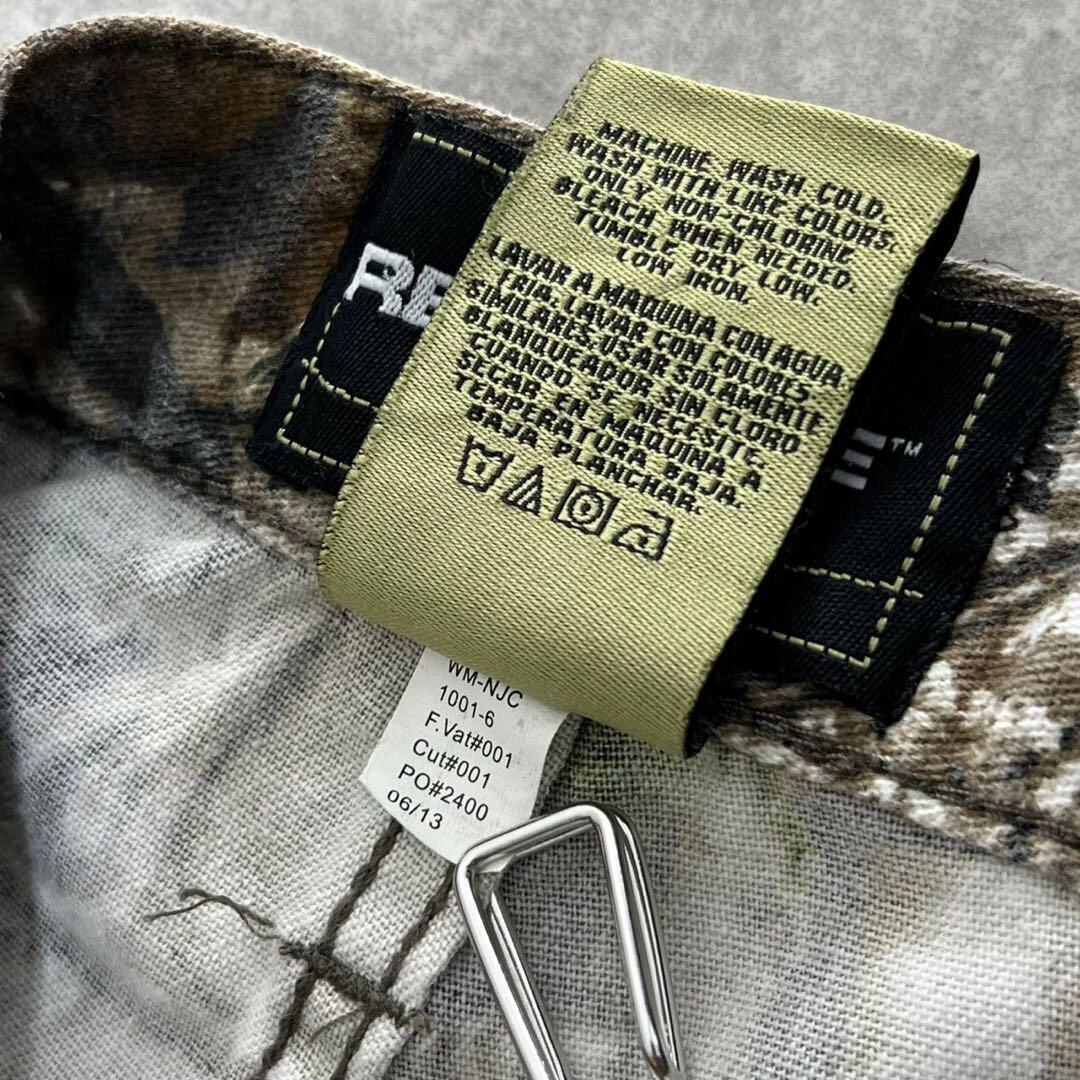 MACHINE WASH COLD.
WASH WITH LIKE COLORS.
ONLY NON-CHLORINE
BLEACH WHEN NEEDED.
TUMBLE DRY LOW.
LOW IRON.
LAVAR A MAQUINA CON AGUA
FRIA. LAVAR CON COLORES
SIMILARES. USAR SOLAMENTE
BLANQUEADOR SIN CLORO
CUANDO SE NECESITE.
SECAR EN MAQUINA A
TEMPERATURA BAJA.
BAJA PLANCHAR.
WM-NJC
1001-6
F.Vat#001
Cut#001
PO#2400
06/13
TM